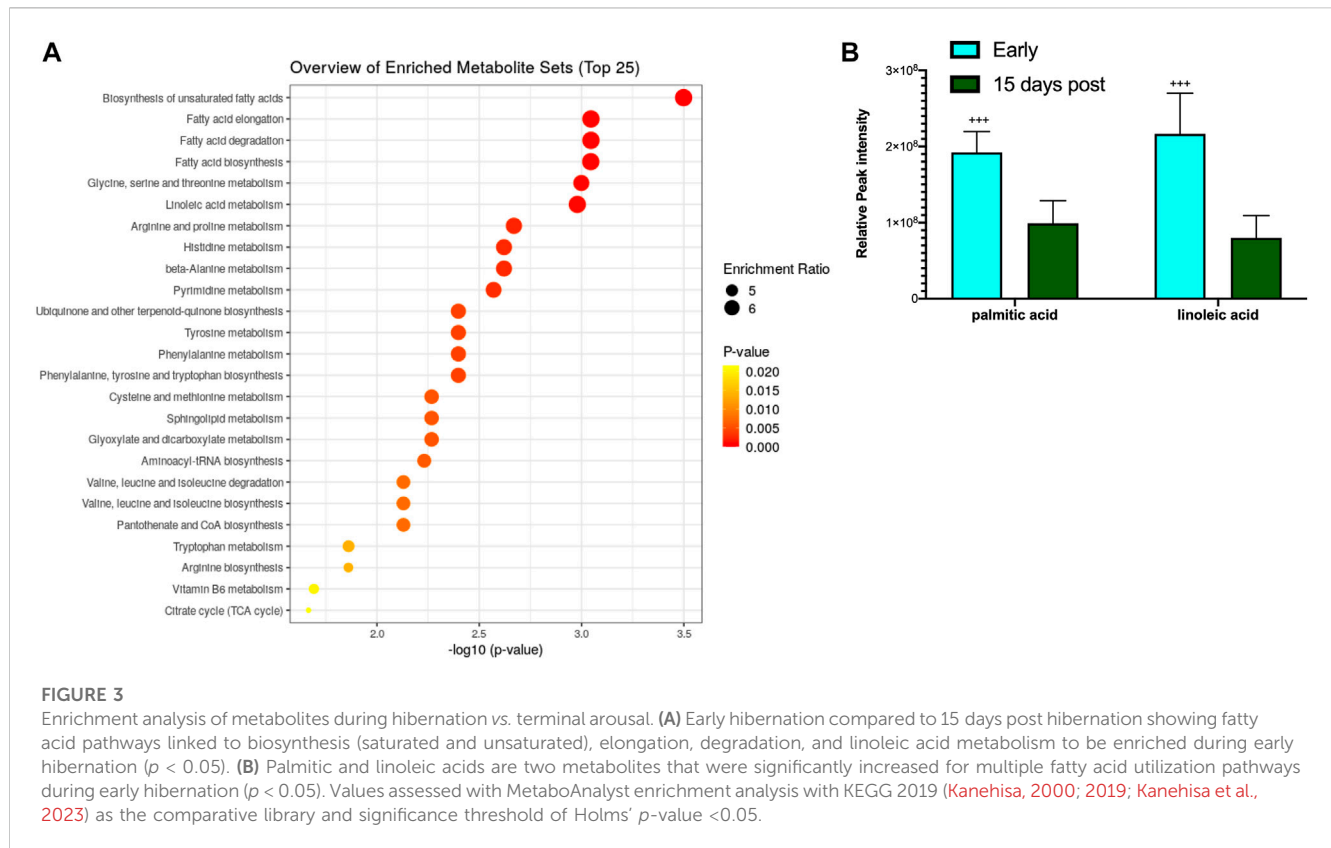 A
Overview of Enriched Metabolite Sets (Top 25)
Biosynthesis of unsaturated fatty acids
Fatty acid elongation
Fatty acid degradation
Fatty acid biosynthesis
Glycine, serine and threonine metabolism
Linoleic acid metabolism
Arginine and proline metabolism
Histidine metabolism
beta-Alanine metabolism
Pyrimidine metabolism
Ubiquinone and other terpenoid-quinone biosynthesis
Tyrosine metabolism
Phenylalanine metabolism
Phenylalanine, tyrosine and tryptophan biosynthesis
Cysteine and methionine metabolism
Sphingolipid metabolism
Glyoxylate and dicarboxylate metabolism
Aminoacyl-tRNA biosynthesis
Valine, leucine and isoleucine degradation
Valine, leucine and isoleucine biosynthesis
Pantothenate and CoA biosynthesis
Tryptophan metabolism
Arginine biosynthesis
Vitamin B6 metabolism
Citrate cycle (TCA cycle)
2.0 2.5 3.0 3.5
-log10 (p-value)
Enrichment Ratio
5
6
P-value
0.020
0.015
0.010
0.005
0.000
B
Early
15 days post
3×10⁸
2×10⁸
1×10⁸
0
Relative Peak intensity
+++
+++
palmitic acid linoleic acid
FIGURE 3
Enrichment analysis of metabolites during hibernation vs. terminal arousal. (A) Early hibernation compared to 15 days post hibernation showing fatty
acid pathways linked to biosynthesis (saturated and unsaturated), elongation, degradation, and linoleic acid metabolism to be enriched during early
hibernation (p < 0.05). (B) Palmitic and linoleic acids are two metabolites that were significantly increased for multiple fatty acid utilization pathways
during early hibernation (p < 0.05). Values assessed with MetaboAnalyst enrichment analysis with KEGG 2019 (Kanehisa, 2000; 2019; Kanehisa et al.,
2023) as the comparative library and significance threshold of Holms' p-value <0.05.